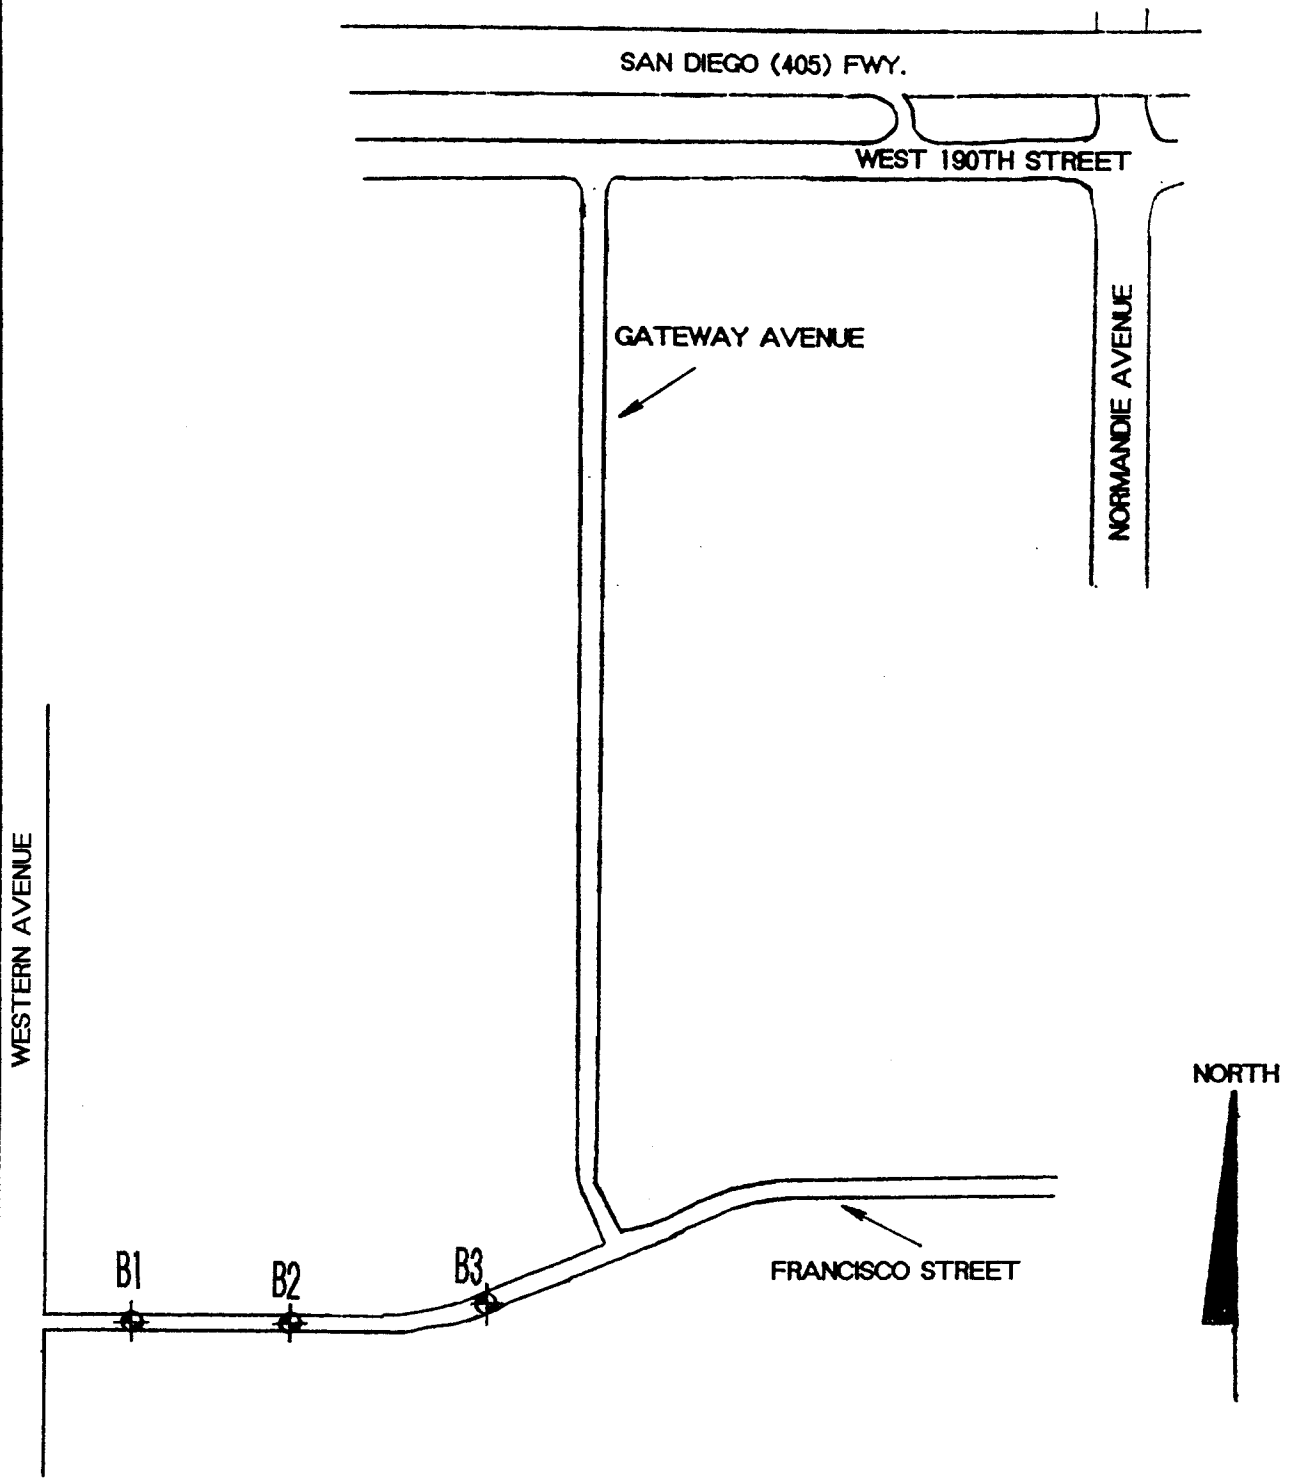 SAN DIEGO (405) FWY.
WEST 190TH STREET
GATEWAY AVENUE
NORMANDIE AVENUE
WESTERN AVENUE
NORTH
B1
B2
B3
FRANCISCO STREET